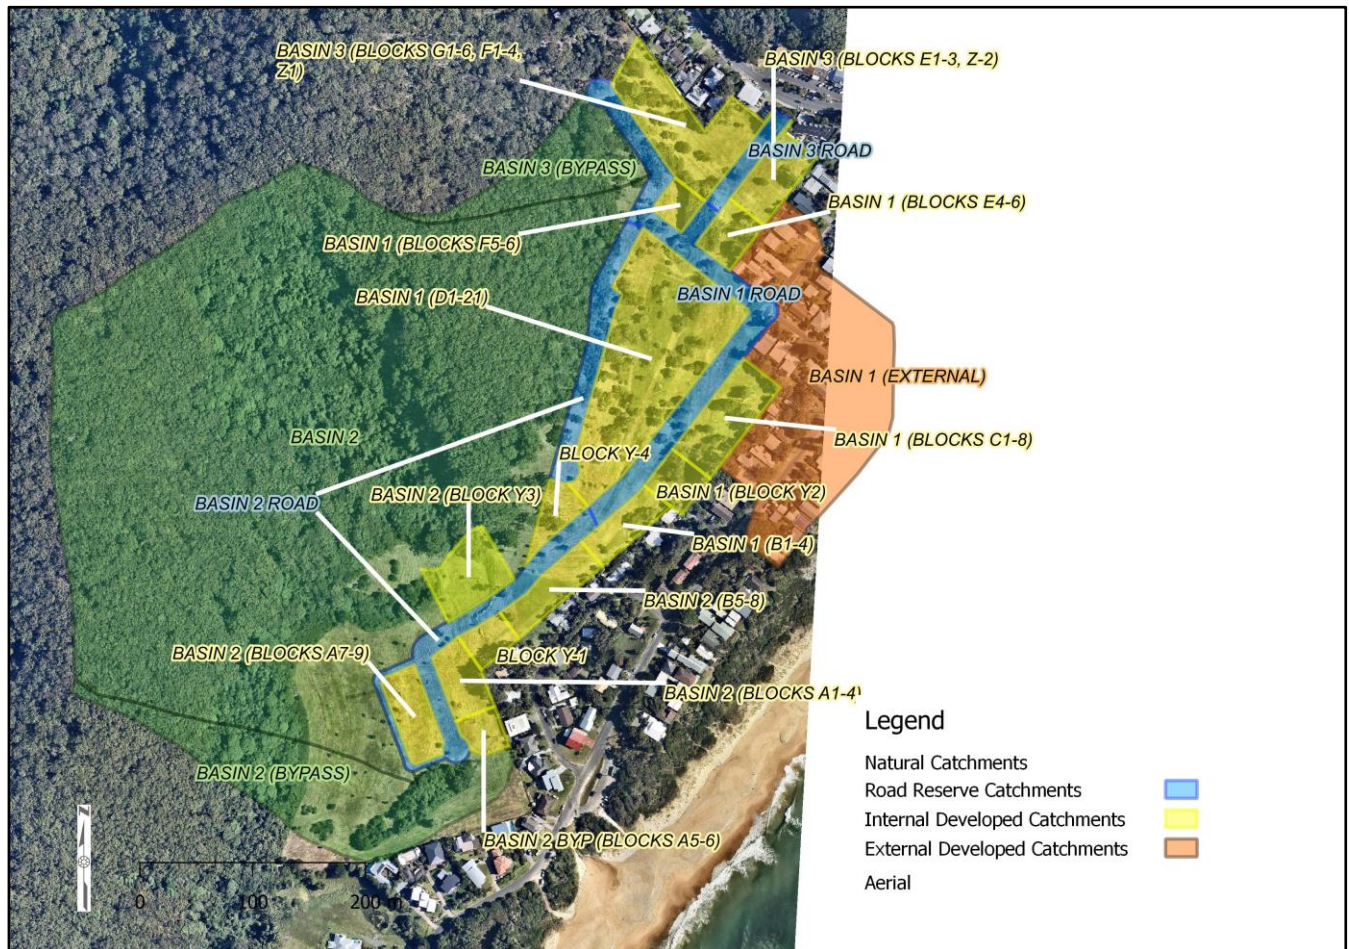 BASIN 3 (BLOCKS G1-6, F1-4,
Z1)
BASIN 3 (BLOCKS E1-3, Z-2)
BASIN 3 ROAD
BASIN 3 (BYPASS)
BASIN 1 (BLOCKS E4-6)
BASIN 1 (BLOCKS F5-6)
BASIN 1 (D1-21)
BASIN 1 ROAD
BASIN 1 (EXTERNAL)
BASIN 2
BASIN 1 (BLOCKS C1-8)
BLOCK Y-4
BASIN 2 ROAD
BASIN 2 (BLOCK Y3)
BASIN 1 (BLOCK Y2)
BASIN 1 (B1-4)
BASIN 2 (B5-8)
BASIN 2 (BLOCKS A7-9)
BLOCK Y-1
BASIN 2 (BLOCKS A1-4)
BASIN 2 (BYPASS)
BASIN 2 BYP (BLOCKS A5-6)
0 100 200 m
Legend
Natural Catchments
Road Reserve Catchments
Internal Developed Catchments
External Developed Catchments
Aerial